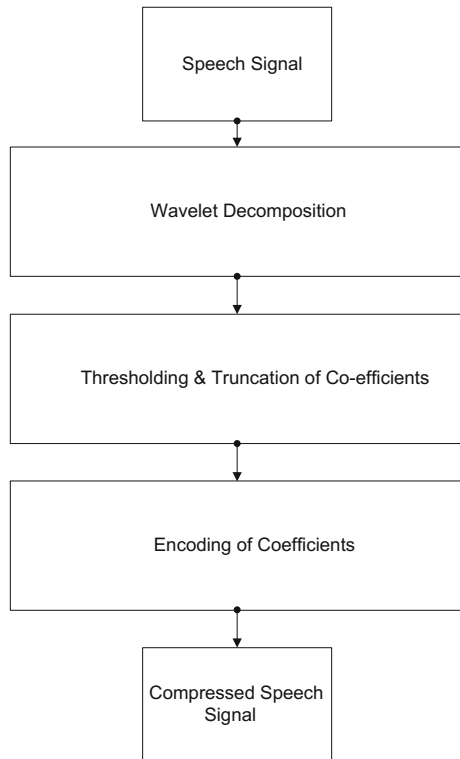 Speech Signal
Wavelet Decomposition
Thresholding & Truncation of Co-efficients
Encoding of Coefficients
Compressed Speech
Signal